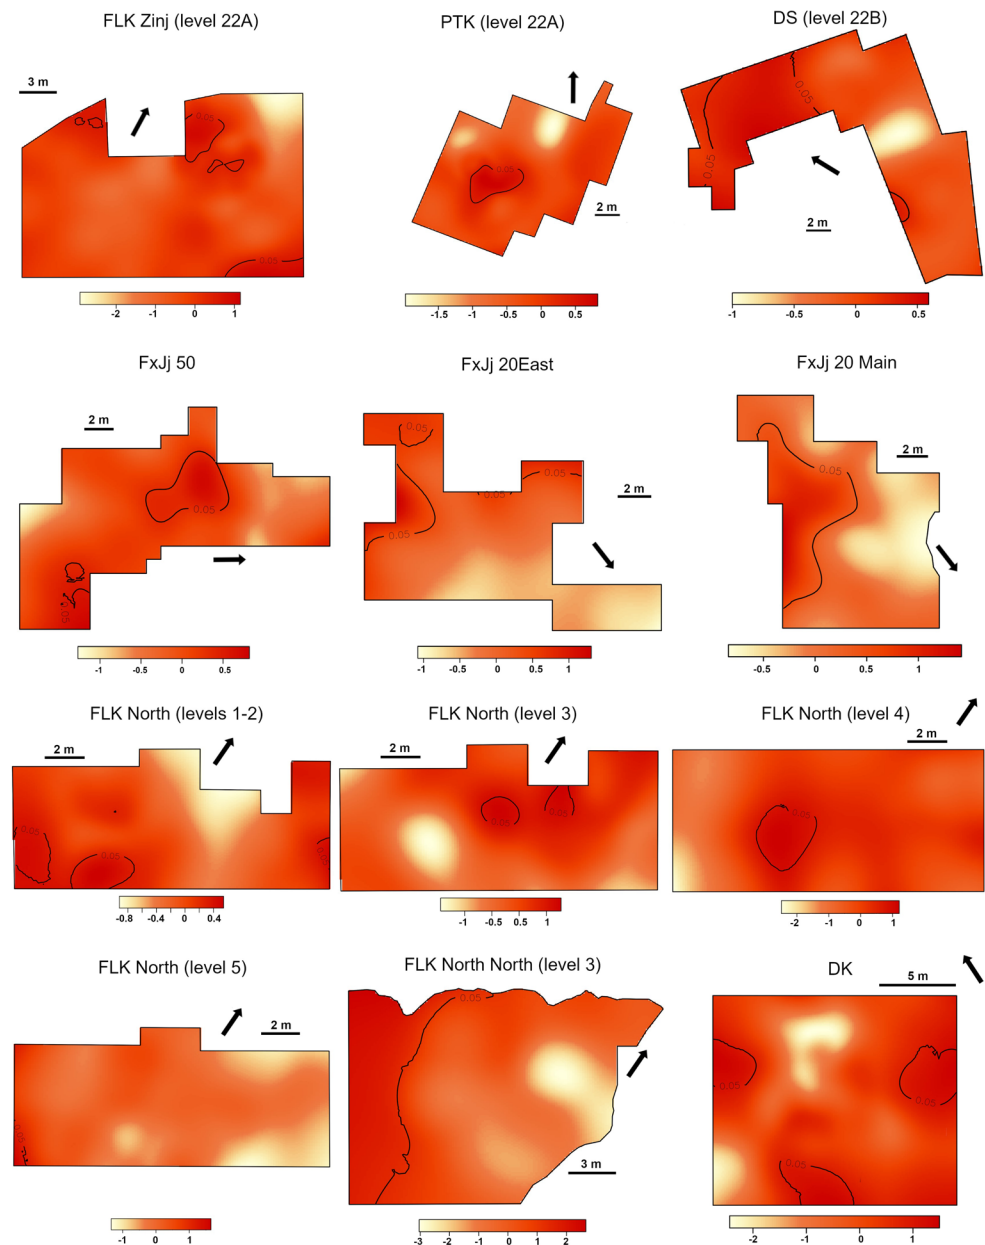 FLK Zinj (level 22A)
PTK (level 22A)
DS (level 22B)
3 m
0.05
0.05
-2 -1 0 1
0.05
2 m
-1.5 -1 -0.5 0 0.5
0.05
0.05
2 m
-1 -0.5 0 0.5
FxJj 50
FxJj 20East
FxJj 20 Main
2 m
0.05
0.05
-1 -0.5 0 0.5
0.05
0.05
0.05
0.05
2 m
-1 -0.5 0 0.5 1
2 m
0.05
-0.5 0 0.5 1
FLK North (levels 1-2)
FLK North (level 3)
FLK North (level 4)
2 m
0.05
0.05
0.05
-0.8 -0.4 0 0.4
2 m
0.05
0.05
-1 -0.5 0.5 1
2 m
0.05
-2 -1 0 1
FLK North (level 5)
FLK North North (level 3)
DK
2 m
0.05
-1 0 1
0.05
3 m
-3 -2 -1 0 1 2
5 m
0.05
0.05
0.05
-2 -1 0 1